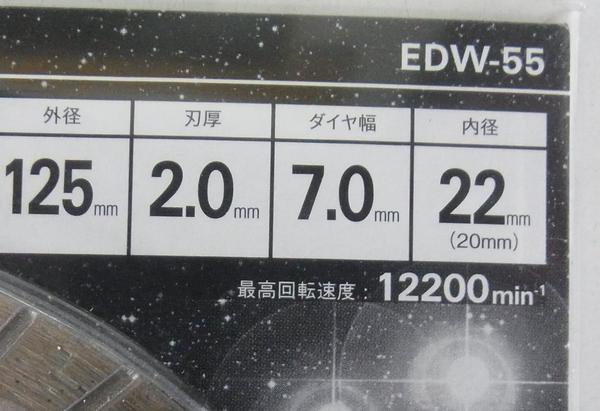 EDW-55
外径 刃厚 ダイヤ幅 内径
125mm 2.0mm 7.0mm 22mm
(20mm)
最高回転速度：12200min-1